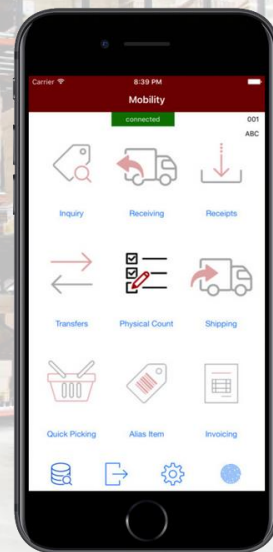 Carrier 8:39 PM
Mobility
connected 001
ABC
Inquiry Receiving Receipts
Transfers Physical Count Shipping
Quick Picking Alias Item Invoicing